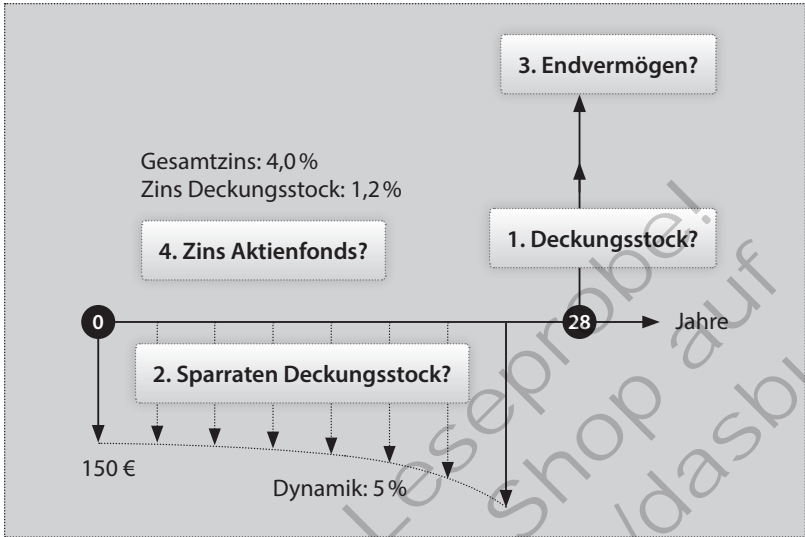 3. Endvermögen?
Gesamtzins: 4,0 %
Zins Deckungsstock: 1,2 %
4. Zins Aktienfonds?
1. Deckungsstock?
0
28
Jahre
2. Sparraten Deckungsstock?
150 €
Dynamik: 5 %
Leseprobe!
Shop auf